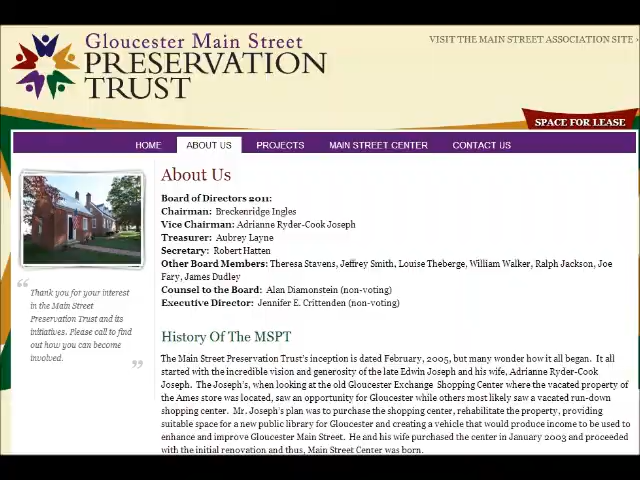 Gloucester Main Street
PRESERVATION
TRUST
VISIT THE MAIN STREET ASSOCIATION SITE ›
SPACE FOR LEASE
HOME ABOUT US PROJECTS MAIN STREET CENTER CONTACT US
About Us
Board of Directors 2011:
Chairman: Breckenridge Ingles
Vice Chairman: Adrianne Ryder-Cook Joseph
Treasurer: Aubrey Layne
Secretary: Robert Hatten
Other Board Members: Theresa Stavens, Jeffrey Smith, Louise Theberge, William Walker, Ralph Jackson, Joe
Fary, James Dudley
Counsel to the Board: Alan Diamonstein (non-voting)
Executive Director: Jennifer E. Crittenden (non-voting)
“ Thank you for your interest
in the Main Street
Preservation Trust and its
initiatives. Please call to find
out how you can become
involved. ”
History Of The MSPT
The Main Street Preservation Trust's inception is dated February, 2005, but many wonder how it all began. It all
started with the incredible vision and generosity of the late Edwin Joseph and his wife, Adrianne Ryder-Cook
Joseph. The Joseph's, when looking at the old Gloucester Exchange Shopping Center where the vacated property of
the Ames store was located, saw an opportunity for Gloucester while others most likely saw a vacated run-down
shopping center. Mr. Joseph's plan was to purchase the shopping center, rehabilitate the property, providing
suitable space for a new public library for Gloucester and creating a vehicle that would produce income to be used to
enhance and improve Gloucester Main Street. He and his wife purchased the center in January 2003 and proceeded
with the initial renovation and thus, Main Street Center was born.